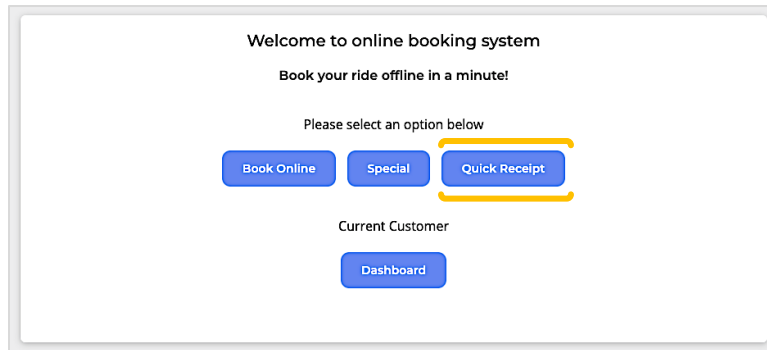 Welcome to online booking system
Book your ride offline in a minute!
Please select an option below
Book Online Special Quick Receipt
Current Customer
Dashboard